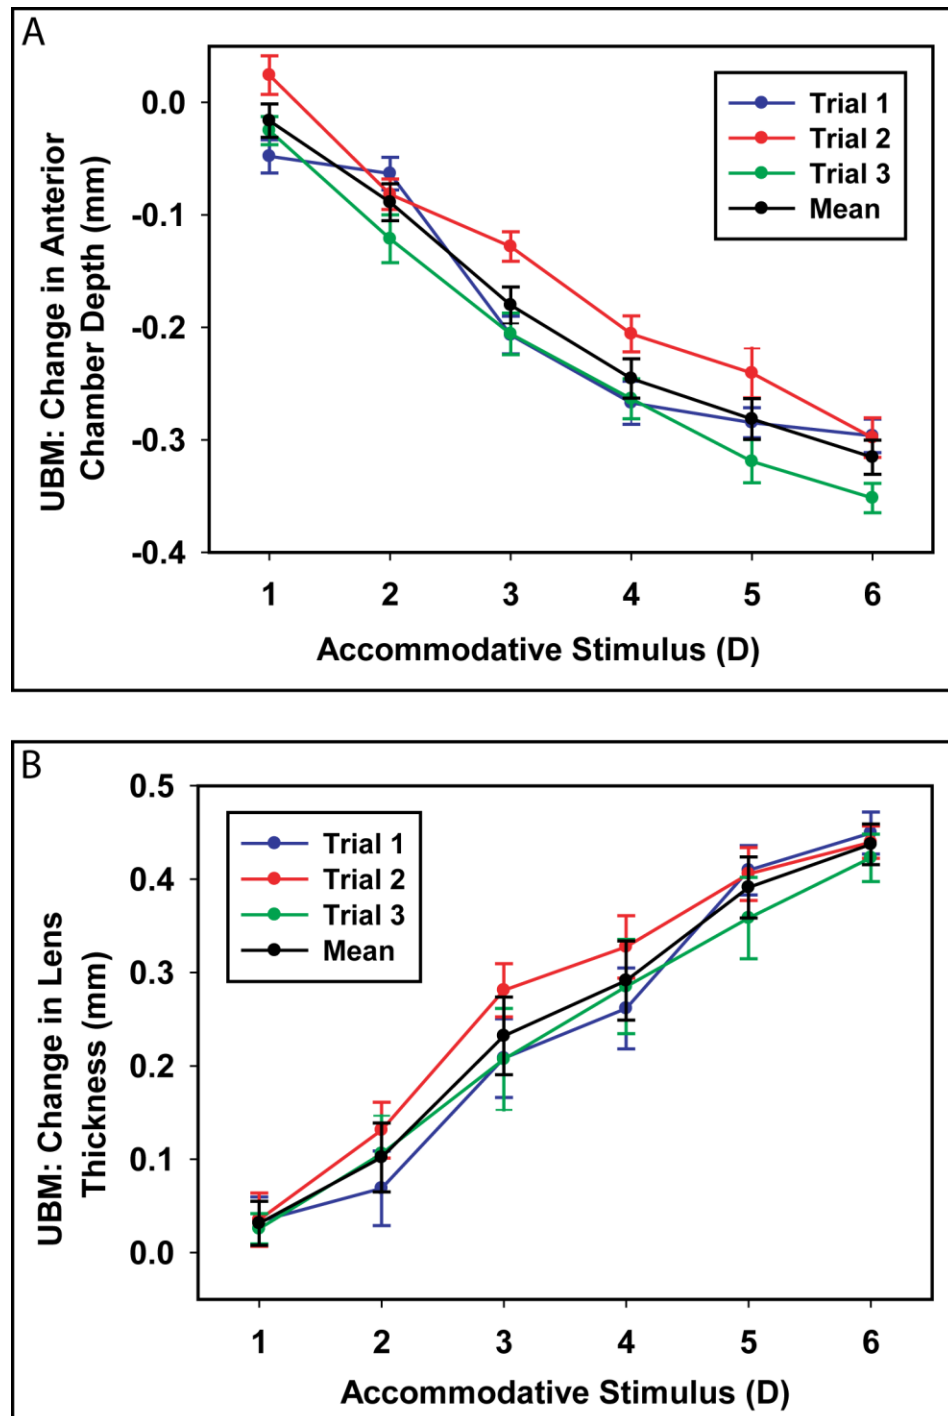 A
UBM: Change in Anterior
Chamber Depth (mm)
0.0
-0.1
-0.2
-0.3
-0.4
Trial 1
Trial 2
Trial 3
Mean
1 2 3 4 5 6
Accommodative Stimulus (D)
B
UBM: Change in Lens
Thickness (mm)
0.5
0.4
0.3
0.2
0.1
0.0
Trial 1
Trial 2
Trial 3
Mean
1 2 3 4 5 6
Accommodative Stimulus (D)